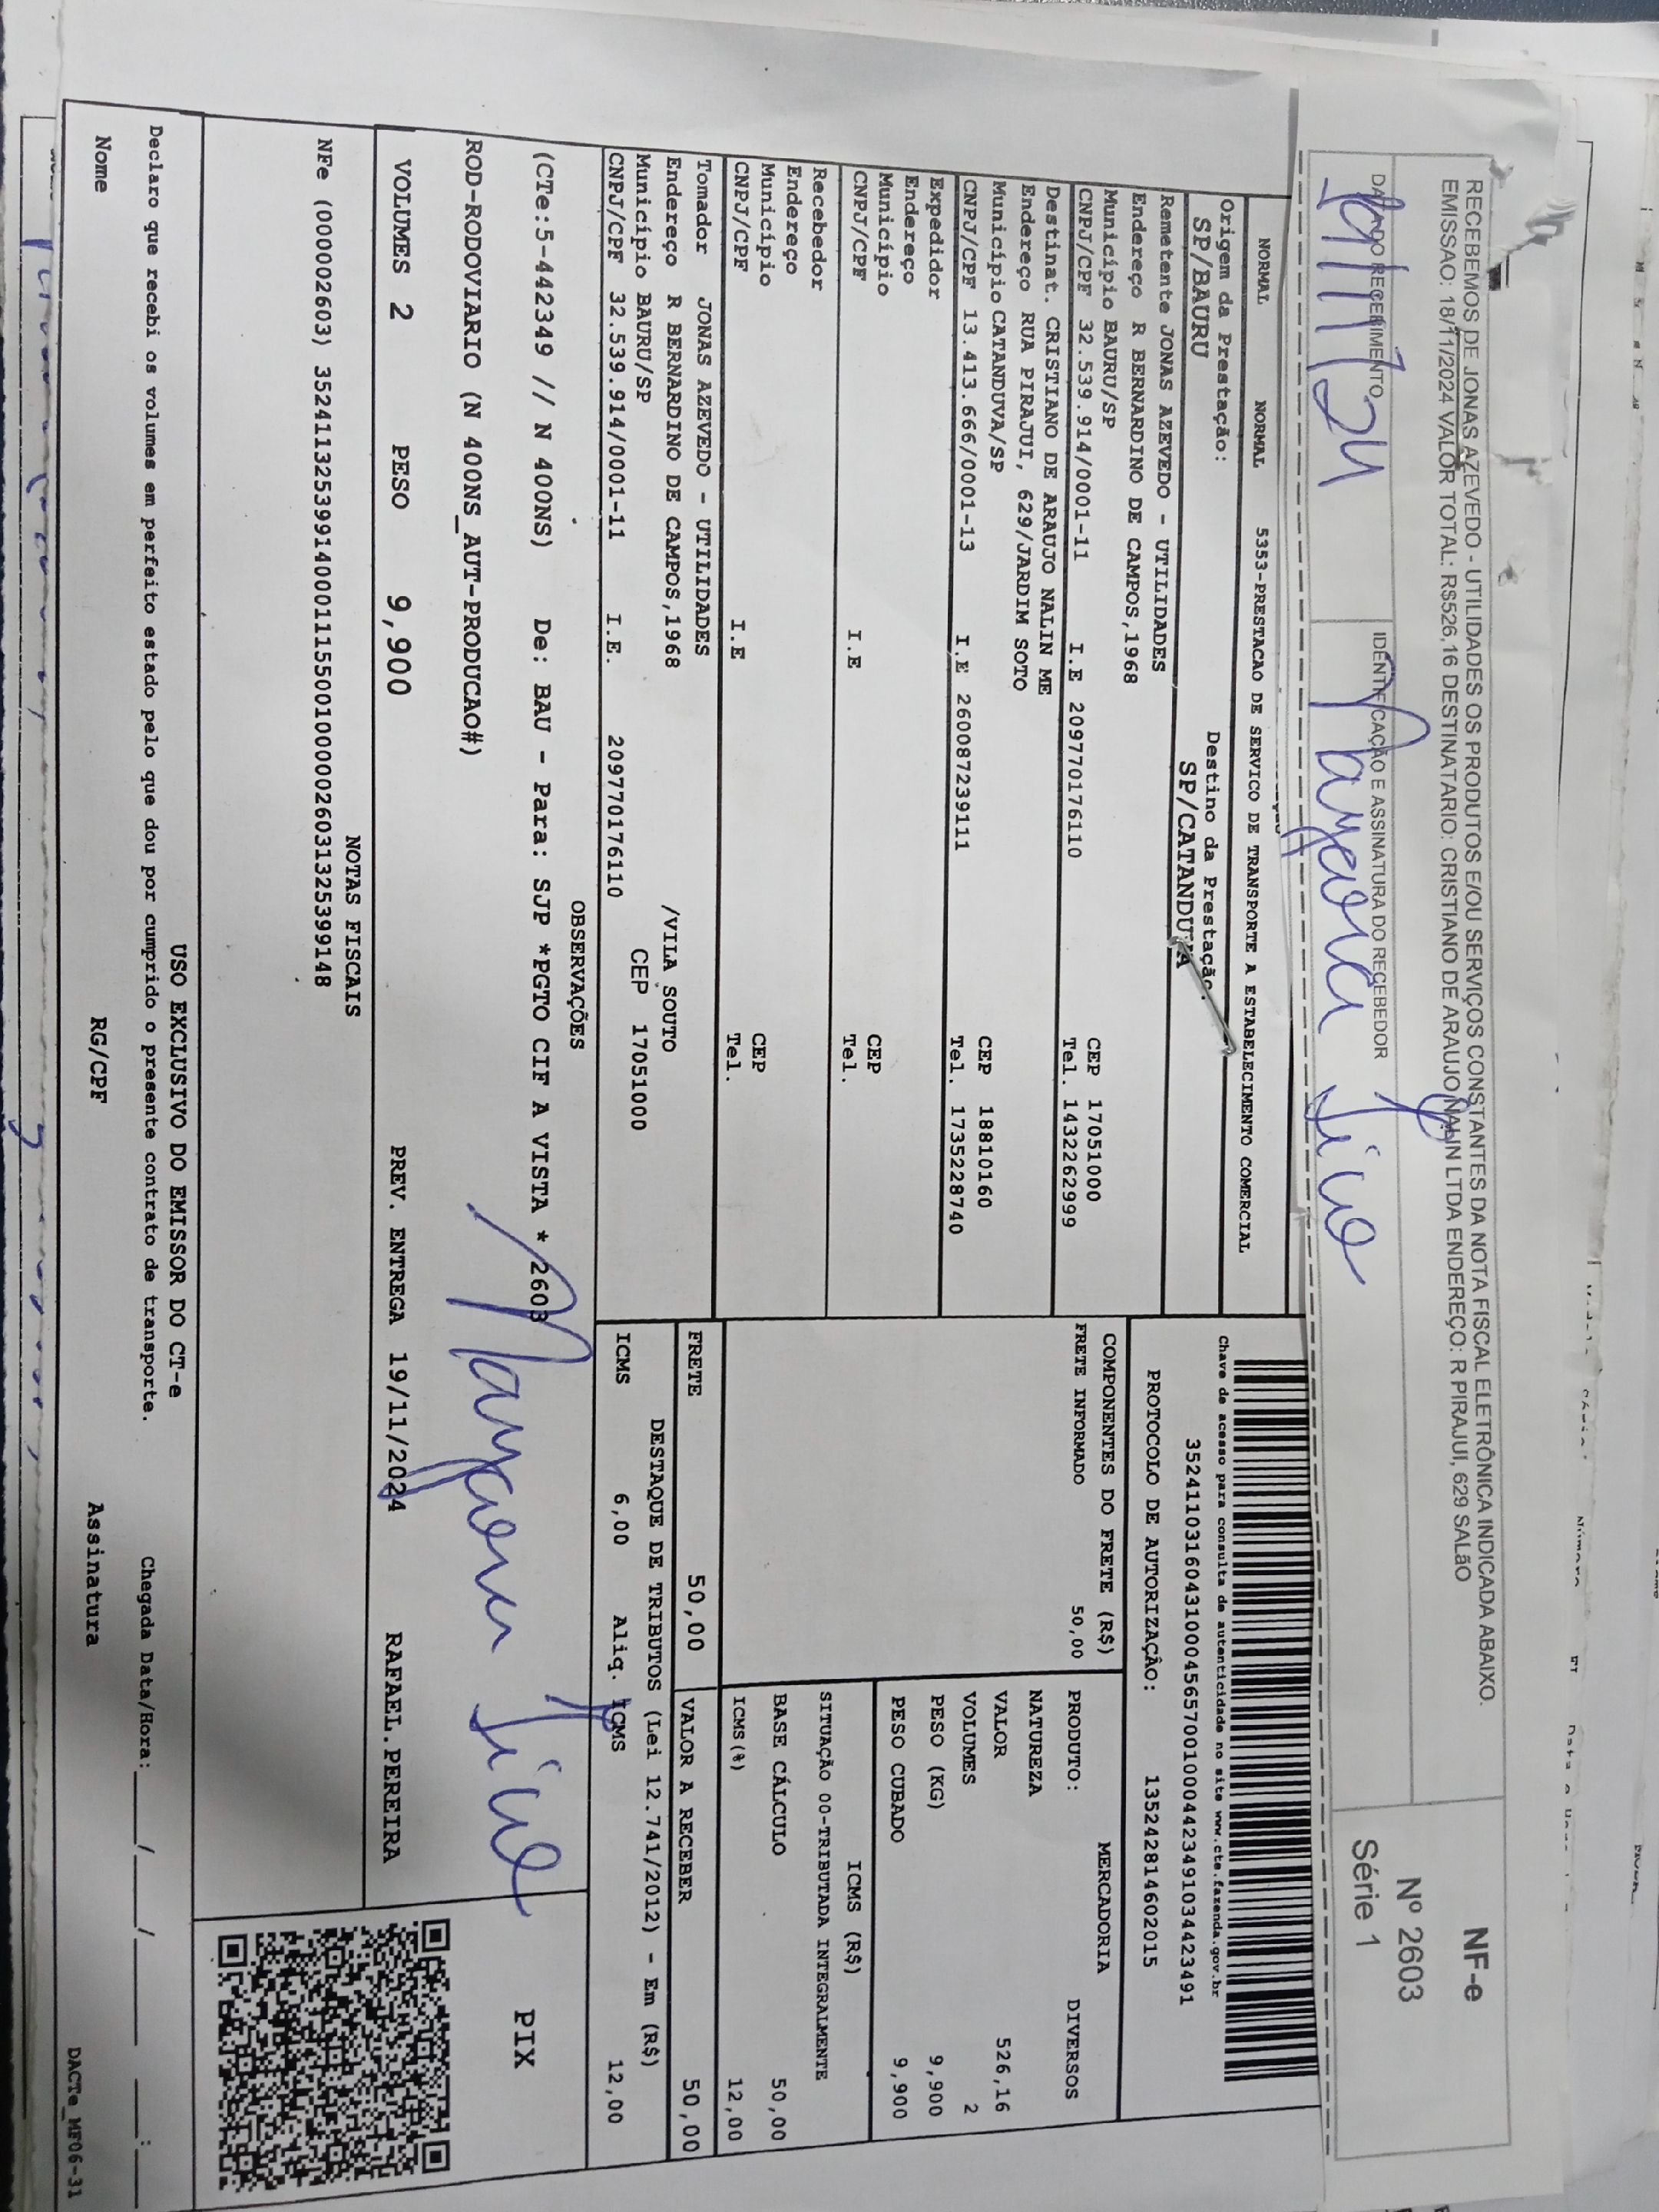 RECEBEMOS DE JONAS AZEVEDO - UTILIDADES OS PRODUTOS E/OU SERVIÇOS CONSTANTES DA NOTA FISCAL ELETRÔNICA INDICADA ABAIXO.
EMISSAO: 18/11/2024 VALOR TOTAL: R$526,16 DESTINATARIO: CRISTIANO DE ARAUJO NALIN LTDA ENDEREÇO: R PIRAJUI, 629 SALãO
NF-e
Nº 2603
Série 1
DATA DO RECEBIMENTO
IDENTIFICAÇÃO E ASSINATURA DO RECEBEDOR
NORMAL NORMAL 5353-PRESTACAO DE SERVICO DE TRANSPORTE A ESTABELECIMENTO COMERCIAL
Origem da Prestação:
SP/BAURU
Destino da Prestação:
SP/CATANDUVA
Remetente JONAS AZEVEDO - UTILIDADES
Endereço R BERNARDINO DE CAMPOS,1968
Município BAURU/SP CEP 17051000
CNPJ/CPF 32.539.914/0001-11 I.E 209770176110 Tel. 1432262999
Destinat. CRISTIANO DE ARAUJO NALIN ME
Endereço RUA PIRAJUI, 629/JARDIM SOTO
Município CATANDUVA/SP CEP 18810160
CNPJ/CPF 13.413.666/0001-13 I.E 260087239111 Tel. 1735228740
Expedidor
Endereço
Município CEP
CNPJ/CPF I.E Tel.
Recebedor
Endereço
Município CEP
CNPJ/CPF I.E Tel.
Tomador JONAS AZEVEDO - UTILIDADES
Endereço R BERNARDINO DE CAMPOS,1968 /VILA SOUTO
Município BAURU/SP CEP 17051000
CNPJ/CPF 32.539.914/0001-11 I.E. 209770176110
Chave de acesso para consulta de autenticidade no site www.cte.fazenda.gov.br
35241103160431000456570010004423491034423491
PROTOCOLO DE AUTORIZAÇÃO: 135242814602015
COMPONENTES DO FRETE (R$)
FRETE INFORMADO 50,00
MERCADORIA
PRODUTO: DIVERSOS
NATUREZA
VALOR 526,16
VOLUMES 2
PESO (KG) 9,900
PESO CUBADO 9,900
ICMS (R$)
SITUAÇÃO 00-TRIBUTADA INTEGRALMENTE
BASE CÁLCULO 50,00
ICMS(%) 12,00
FRETE 50,00
VALOR A RECEBER 50,00
DESTAQUE DE TRIBUTOS (Lei 12.741/2012) - Em (R$)
ICMS 6,00 Aliq. ICMS 12,00
OBSERVAÇÕES
(CTe:5-442349 // N 400NS) De: BAU - Para: SJP *PGTO CIF A VISTA * 2603
ROD-RODOVIARIO (N 400NS_AUT-PRODUCAO#)
PIX
VOLUMES 2 PESO 9,900 PREV. ENTREGA 19/11/2024 RAFAEL.PEREIRA
NOTAS FISCAIS
NFe (000002603) 35241132539914000111550010000026031325399148
USO EXCLUSIVO DO EMISSOR DO CT-e
Declaro que recebi os volumes em perfeito estado pelo que dou por cumprido o presente contrato de transporte. Chegada Data/Hora:____/____/______ ____:____
Nome RG/CPF Assinatura
DACTe_MF06-31